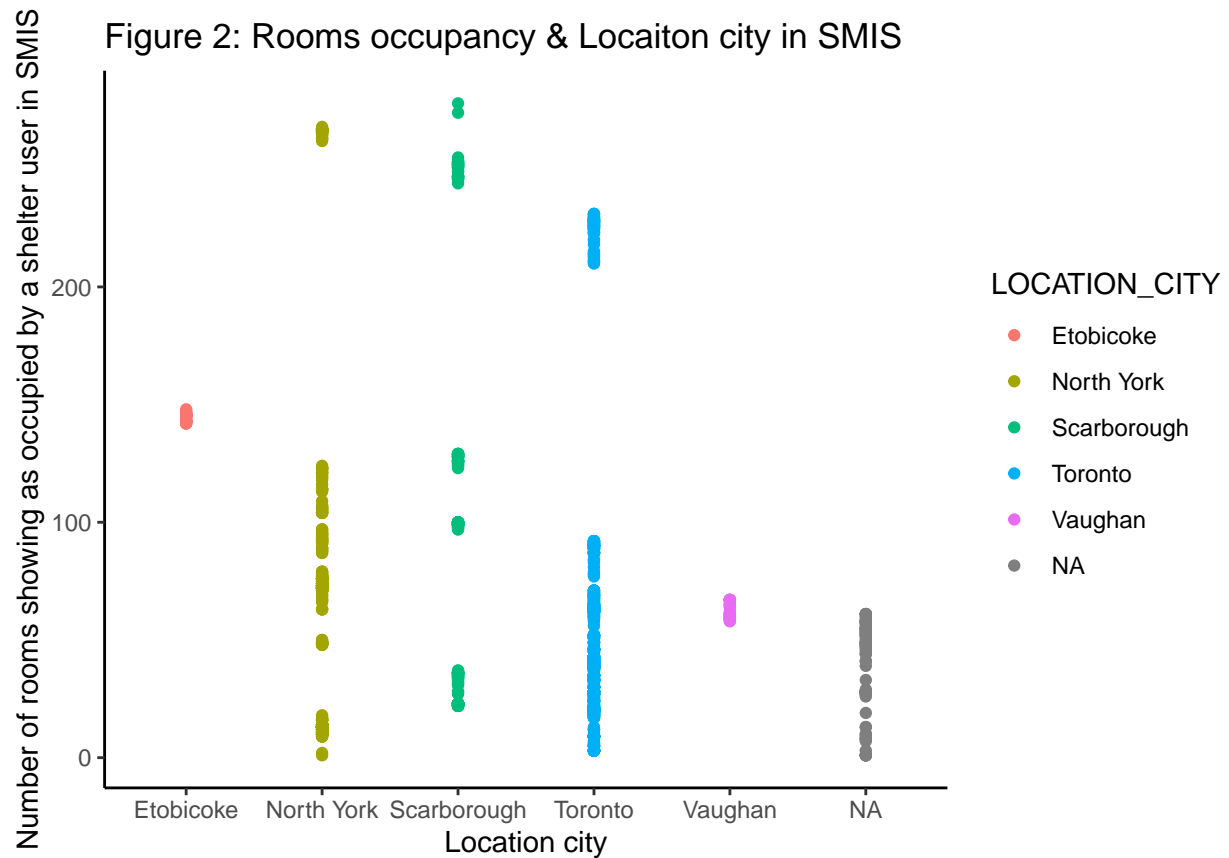 Figure 2: Rooms occupancy & Locaiton city in SMIS
Number of rooms showing as occupied by a shelter user in SMIS
200
100
0
Etobicoke
North York
Scarborough
Toronto
Vaughan
NA
Location city
LOCATION_CITY
Etobicoke
North York
Scarborough
Toronto
Vaughan
NA